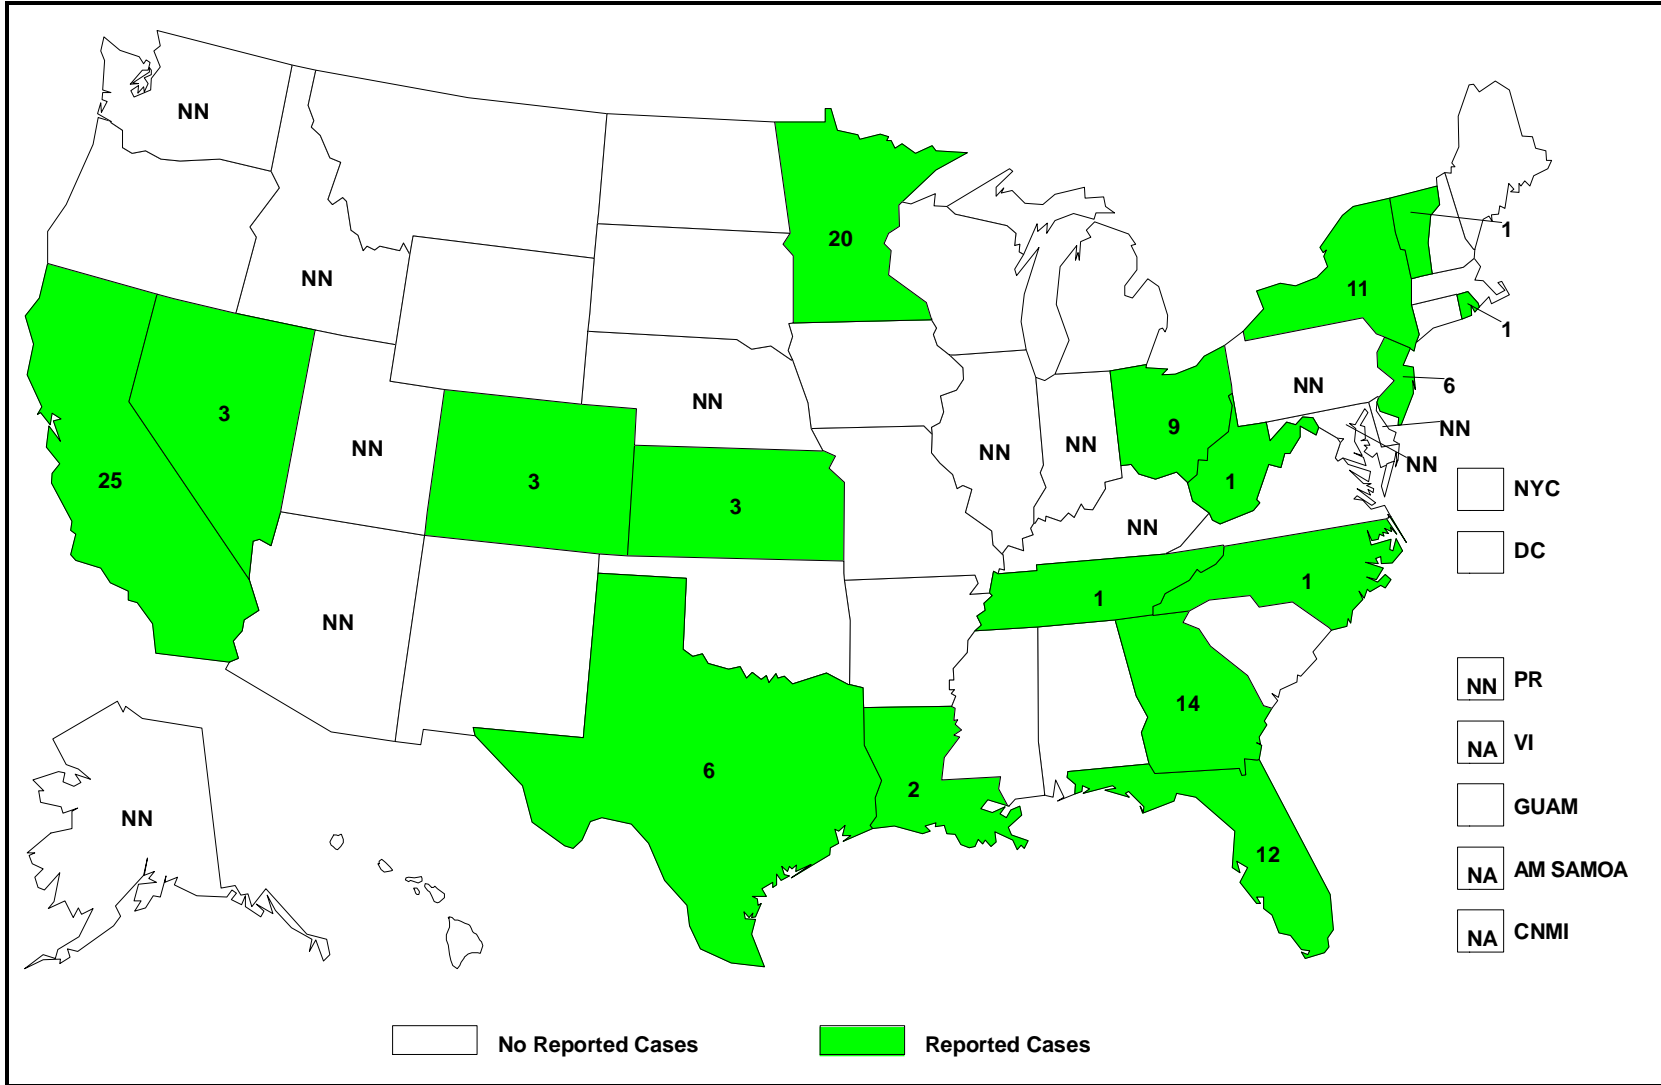 NN
20
1
NN
11
1
NN
6
3
NN
NN
NN
9
NN
NN
NN
25
3
3
1
NN
NYC
DC
NN
1
1
NN PR
14
NA VI
6
2
GUAM
NN
12
NA AM SAMOA
NA CNMI
No Reported Cases
Reported Cases